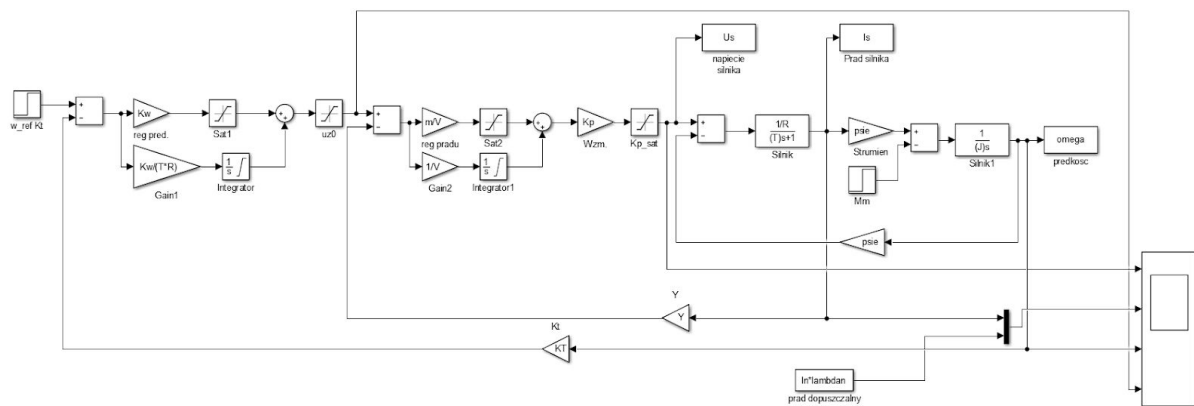 w_ref Kt
+
−
Kw
reg pred.
Sat1
Kw/(T*R)
Gain1
1
s
Integrator
+
+
uz0
+
−
m/V
reg pradu
Sat2
1/V
Gain2
1
s
Integrator1
+
+
Kp
Wzm.
Kp_sat
Us
napiecie
silnika
+
−
1/R
(T)s+1
Silnik
Is
Prad silnika
psie
Strumien
Mm
+
−
1
(J)s
Silnik1
omega
predkosc
psie
Y
Y
Kt
KT
In*lambdan
prad dopuszczalny